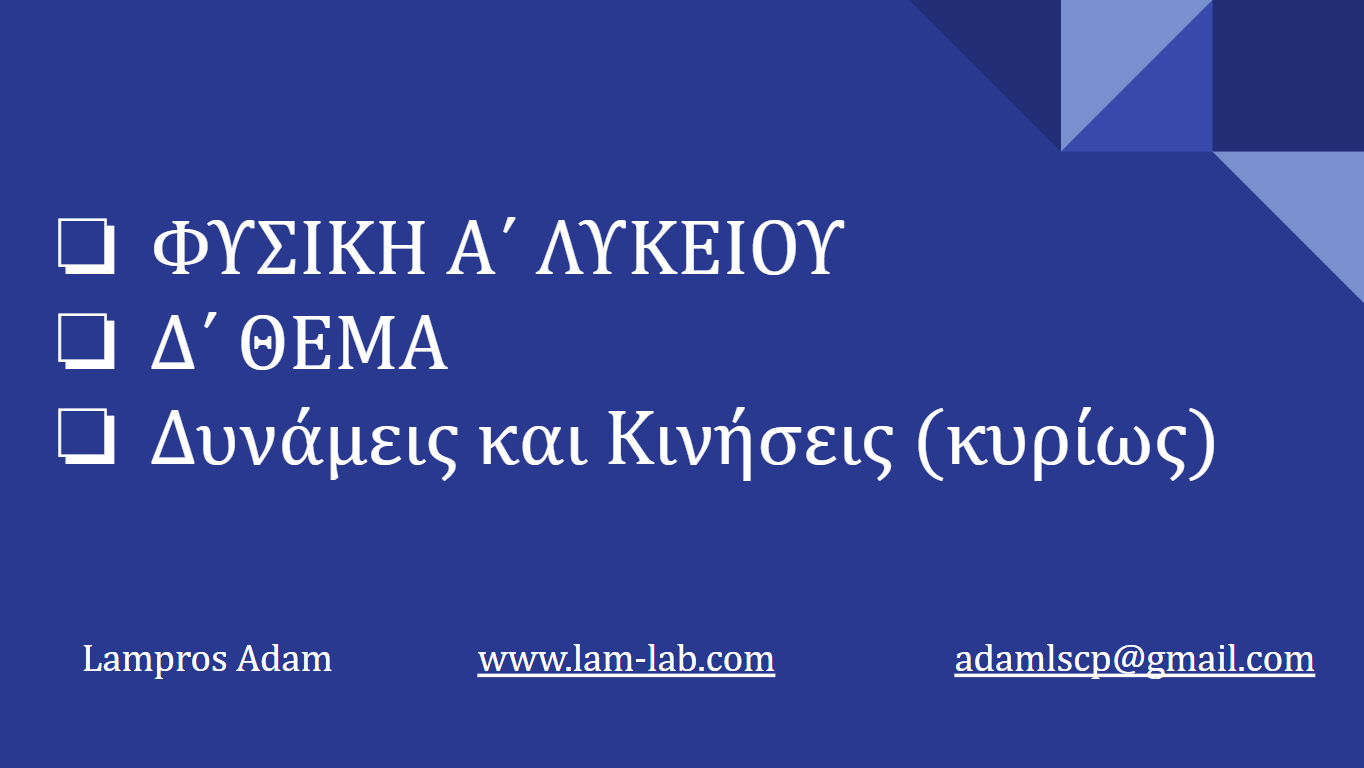 ❏ ΦΥΣΙΚΗ Α΄ ΛΥΚΕΙΟΥ
❏ Δ΄ ΘΕΜΑ
❏ Δυνάμεις και Κινήσεις (κυρίως)
Lampros Adam www.lam-lab.com adamlscp@gmail.com